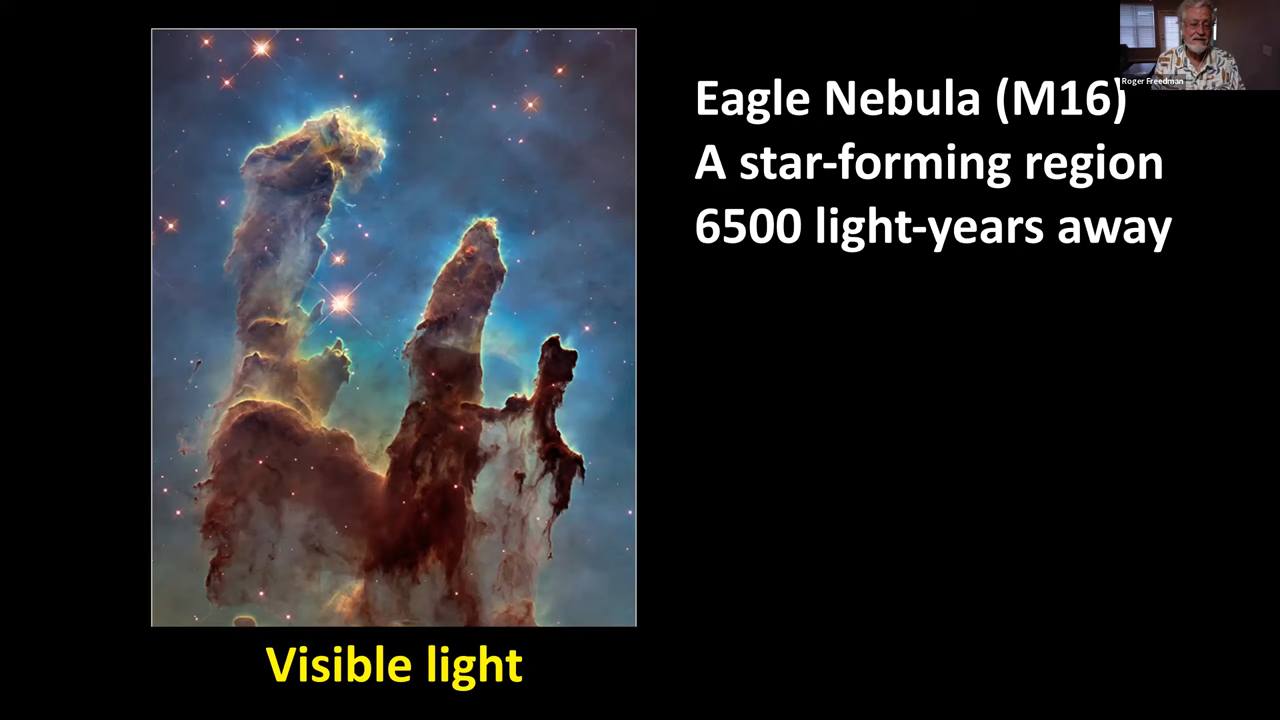 Eagle Nebula (M16)
A star-forming region
6500 light-years away
Roger Freedman
Visible light